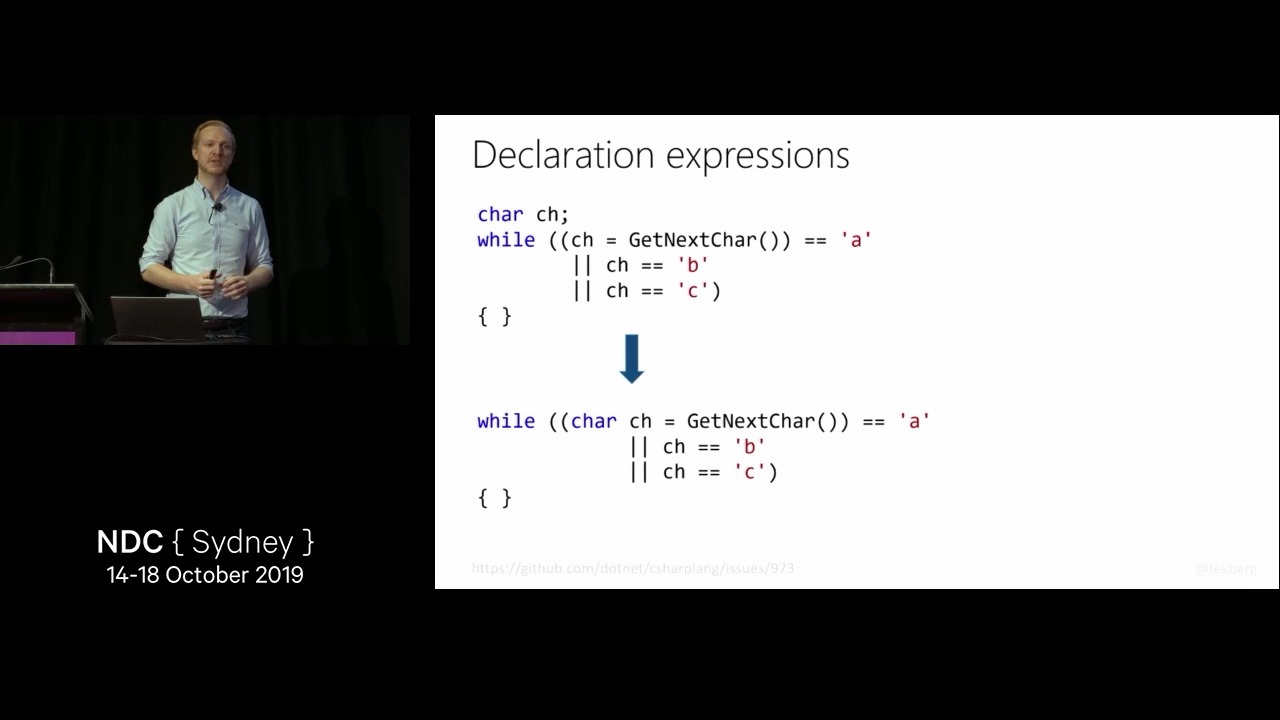 Declaration expressions
char ch;
while ((ch = GetNextChar()) == 'a'
|| ch == 'b'
|| ch == 'c')
{ }
while ((char ch = GetNextChar()) == 'a'
|| ch == 'b'
|| ch == 'c')
{ }
https://github.com/dotnet/csharplang/issues/973
@fekberg
NDC { Sydney }
14-18 October 2019